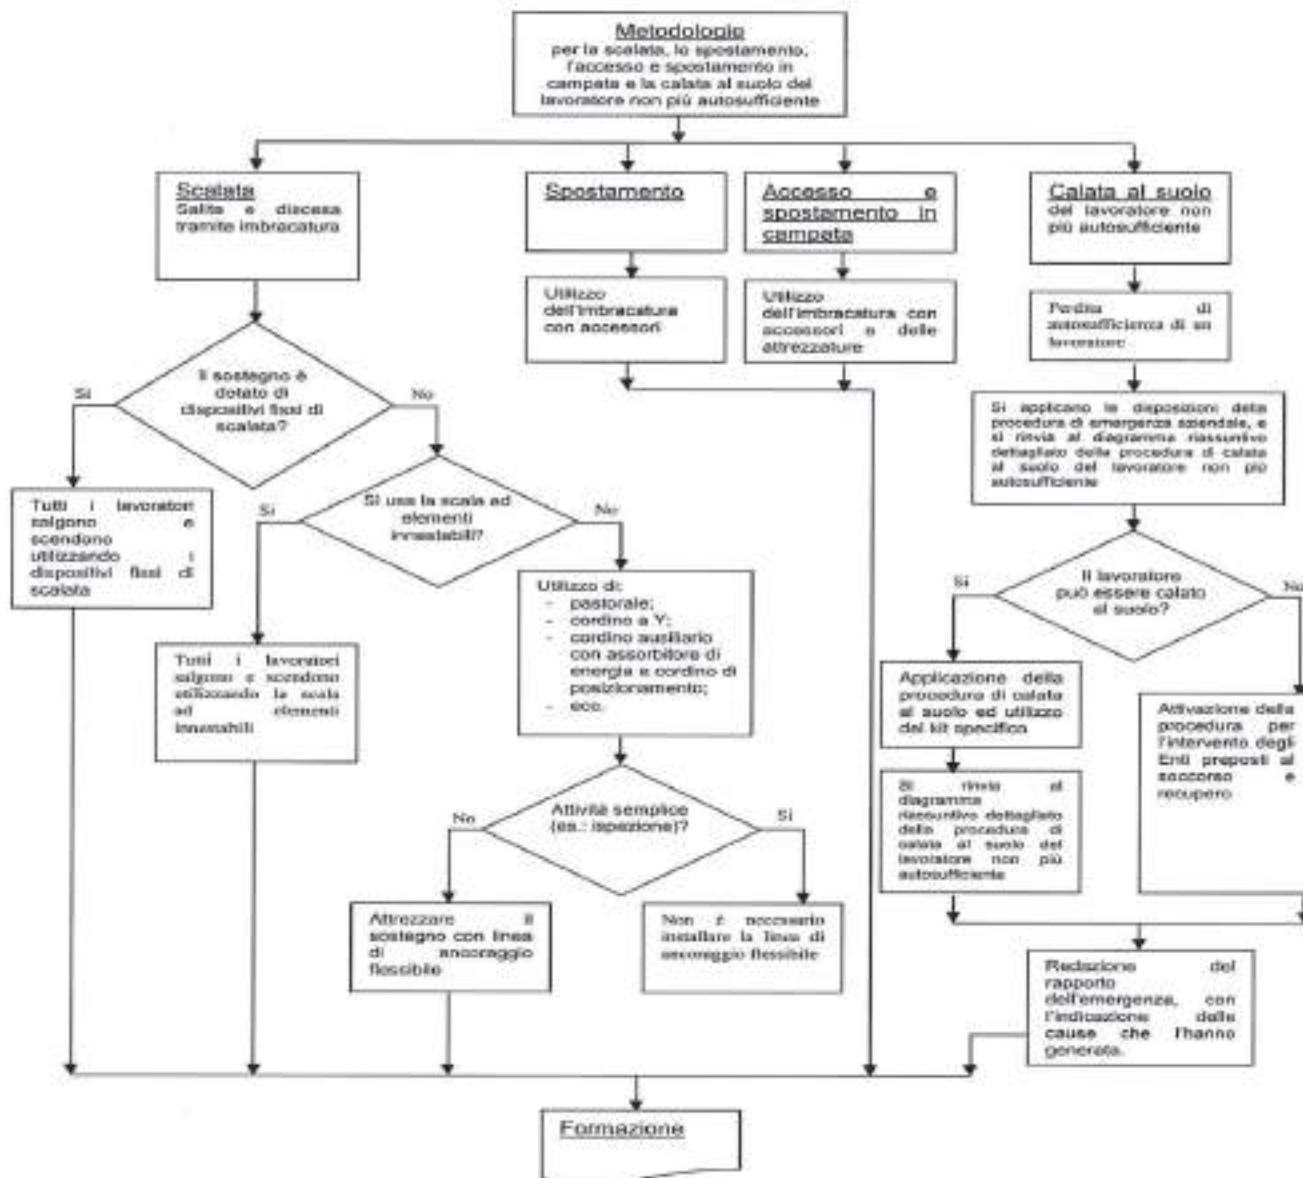 Metodologie
per la scalata, lo spostamento,
l'accesso e spostamento in
campata e la calata al suolo del
lavoratore non più autosufficiente
Scalata
Salita e discesa
tramite imbracatura
Spostamento
Accesso e
spostamento in
campata
Calata al suolo
del lavoratore non
più autosufficiente
Utilizzo
dell'imbracatura
con accessori
Utilizzo
dell'imbracatura con
accessori e delle
attrezzature
Perdita di
autosufficienza di un
lavoratore
Il sostegno è
dotato di
dispositivi fissi di
scalata?
Si
No
Si applicano le disposizioni della
procedura di emergenza aziendale, e
si rinvia al diagramma riassuntivo
dettagliato della procedura di calata
al suolo del lavoratore non più
autosufficiente
Tutti i lavoratori
salgono e
scendono
utilizzando i
dispositivi fissi di
scalata
Si usa la scala ad
elementi
innestabili?
Si
No
Il lavoratore
può essere calato
al suolo?
Si
No
Utilizzo di:
- pastorale;
- cordino a Y;
- cordino ausiliario
con assorbitore di
energia e cordino di
posizionamento;
- ecc.
Tutti i lavoratori
salgono e scendono
utilizzando la scala
ad elementi
innestabili
Applicazione della
procedura di calata
al suolo ed utilizzo
del kit specifico
Attivazione della
procedura per
l'intervento degli
Enti preposti al
soccorso e
recupero
Si rinvia al
diagramma
riassuntivo dettagliato
della procedura di
calata al suolo del
lavoratore non più
autosufficiente
Attività semplice
(es.: ispezione)?
No
Si
Attrezzare il
sostegno con linea
di ancoraggio
flessibile
Non è necessario
installare la linea di
ancoraggio flessibile
Redazione del
rapporto
dell'emergenza, con
l'indicazione delle
cause che l'hanno
generata.
Formazione